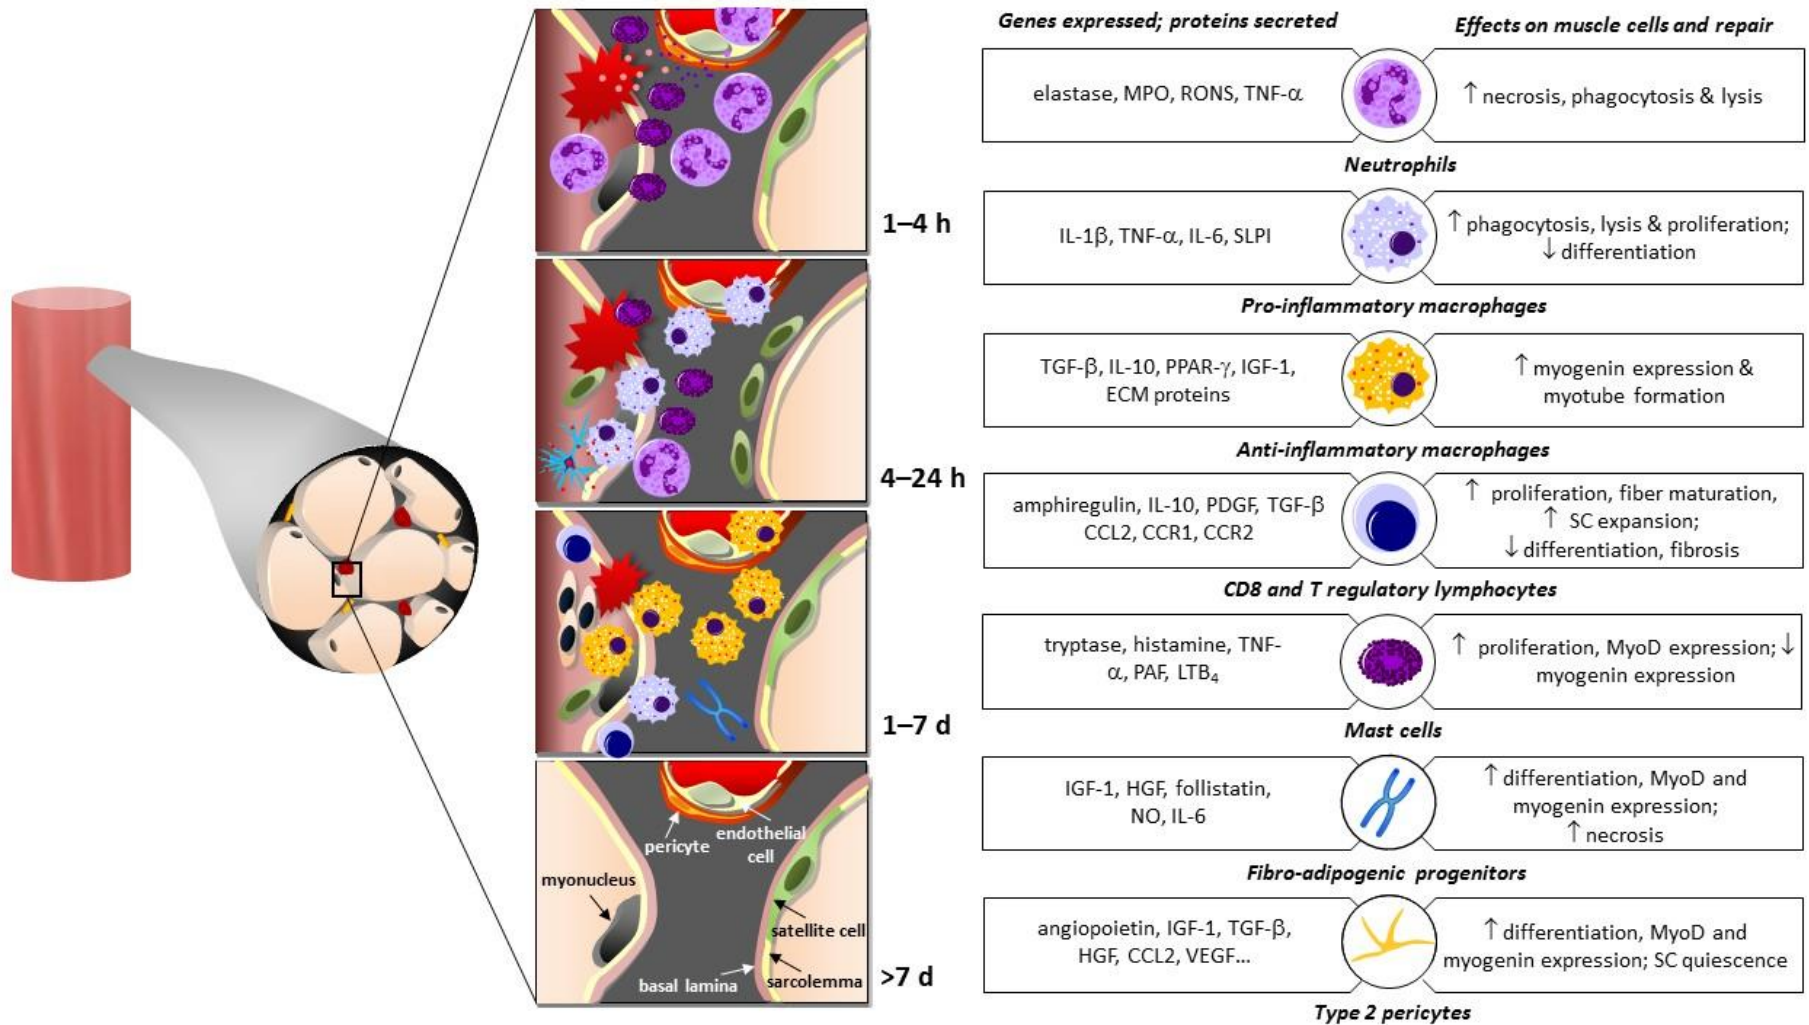 1–4 h
4–24 h
1–7 d
pericyte
endothelial
cell
myonucleus
satellite cell
basal lamina
sarcolemma
>7 d
Genes expressed; proteins secreted
Effects on muscle cells and repair
elastase, MPO, RONS, TNF-α
↑ necrosis, phagocytosis & lysis
Neutrophils
IL-1β, TNF-α, IL-6, SLPI
↑ phagocytosis, lysis & proliferation;
↓ differentiation
Pro-inflammatory macrophages
TGF-β, IL-10, PPAR-γ, IGF-1,
ECM proteins
↑ myogenin expression &
myotube formation
Anti-inflammatory macrophages
amphiregulin, IL-10, PDGF, TGF-β
CCL2, CCR1, CCR2
↑ proliferation, fiber maturation,
↑ SC expansion;
↓ differentiation, fibrosis
CD8 and T regulatory lymphocytes
tryptase, histamine, TNF-
α, PAF, LTB₄
↑ proliferation, MyoD expression; ↓
myogenin expression
Mast cells
IGF-1, HGF, follistatin,
NO, IL-6
↑ differentiation, MyoD and
myogenin expression;
↑ necrosis
Fibro-adipogenic progenitors
angiopoietin, IGF-1, TGF-β,
HGF, CCL2, VEGF...
↑ differentiation, MyoD and
myogenin expression; SC quiescence
Type 2 pericytes